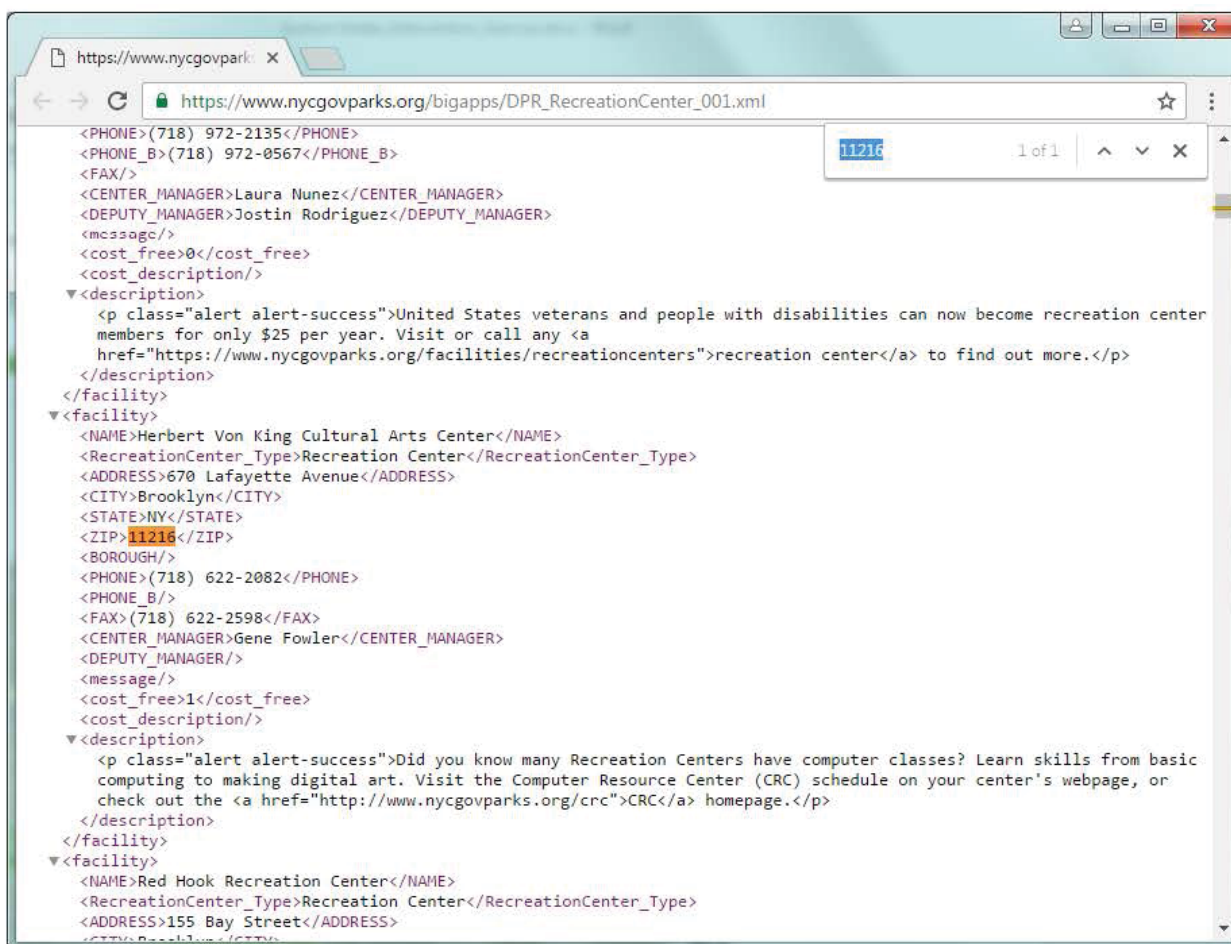 https://www.nycgovpark
https://www.nycgovparks.org/bigapps/DPR_RecreationCenter_001.xml
11216 1 of 1
<PHONE>(718) 972-2135</PHONE>
<PHONE_B>(718) 972-0567</PHONE_B>
<FAX/>
<CENTER_MANAGER>Laura Nunez</CENTER_MANAGER>
<DEPUTY_MANAGER>Jostin Rodriguez</DEPUTY_MANAGER>
<message/>
<cost_free>0</cost_free>
<cost_description/>
▼<description>
<p class="alert alert-success">United States veterans and people with disabilities can now become recreation center
members for only $25 per year. Visit or call any <a
href="https://www.nycgovparks.org/facilities/recreationcenters">recreation center</a> to find out more.</p>
</description>
</facility>
▼<facility>
<NAME>Herbert Von King Cultural Arts Center</NAME>
<RecreationCenter_Type>Recreation Center</RecreationCenter_Type>
<ADDRESS>670 Lafayette Avenue</ADDRESS>
<CITY>Brooklyn</CITY>
<STATE>NY</STATE>
<ZIP>11216</ZIP>
<BOROUGH/>
<PHONE>(718) 622-2082</PHONE>
<PHONE_B/>
<FAX>(718) 622-2598</FAX>
<CENTER_MANAGER>Gene Fowler</CENTER_MANAGER>
<DEPUTY_MANAGER/>
<message/>
<cost_free>1</cost_free>
<cost_description/>
▼<description>
<p class="alert alert-success">Did you know many Recreation Centers have computer classes? Learn skills from basic
computing to making digital art. Visit the Computer Resource Center (CRC) schedule on your center's webpage, or
check out the <a href="http://www.nycgovparks.org/crc">CRC</a> homepage.</p>
</description>
</facility>
▼<facility>
<NAME>Red Hook Recreation Center</NAME>
<RecreationCenter_Type>Recreation Center</RecreationCenter_Type>
<ADDRESS>155 Bay Street</ADDRESS>
<CITY>Brooklyn</CITY>